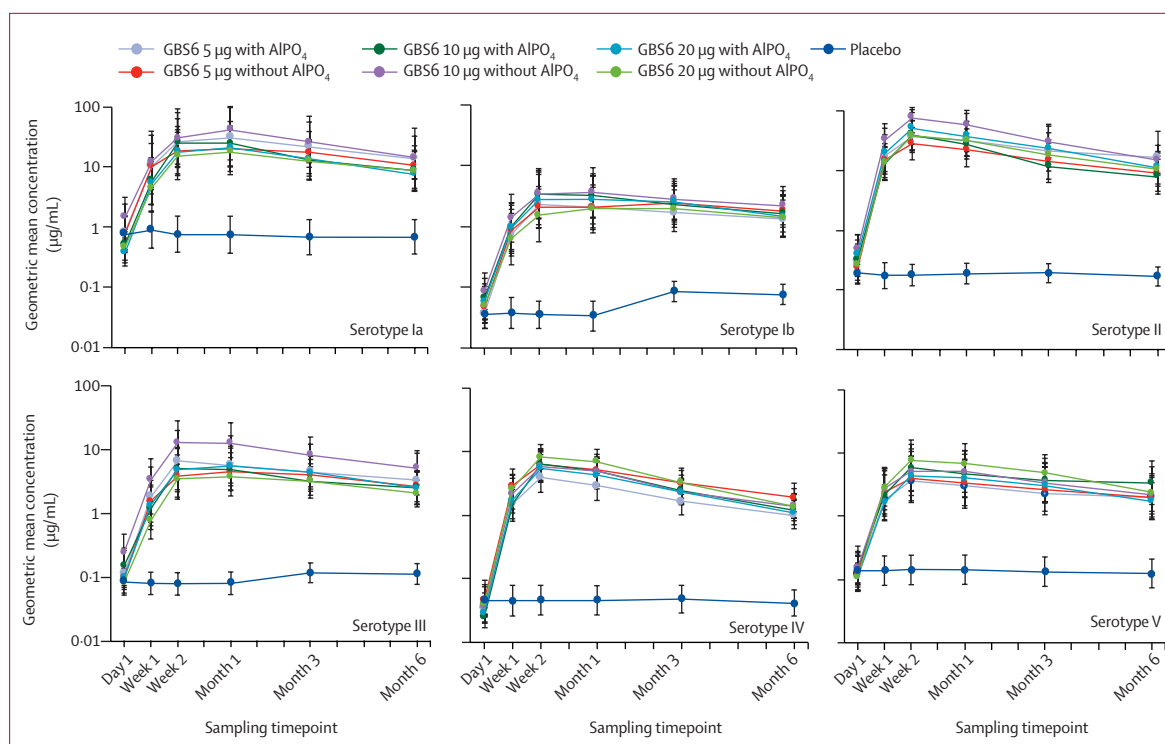 GBS6 5 μg with AlPO4 GBS6 10 μg with AlPO4 GBS6 20 μg with AlPO4 Placebo
GBS6 5 μg without AlPO4 GBS6 10 μg without AlPO4 GBS6 20 μg without AlPO4
Geometric mean concentration
(μg/mL)
100
10
1
0·1
0·01
Serotype Ia
Serotype Ib
Serotype II
Geometric mean concentration
(μg/mL)
100
10
1
0·1
0·01
Serotype III
Serotype IV
Serotype V
Day 1 Week 1 Week 2 Month 1 Month 3 Month 6
Day 1 Week 1 Week 2 Month 1 Month 3 Month 6
Day 1 Week 1 Week 2 Month 1 Month 3 Month 6
Sampling timepoint
Sampling timepoint
Sampling timepoint